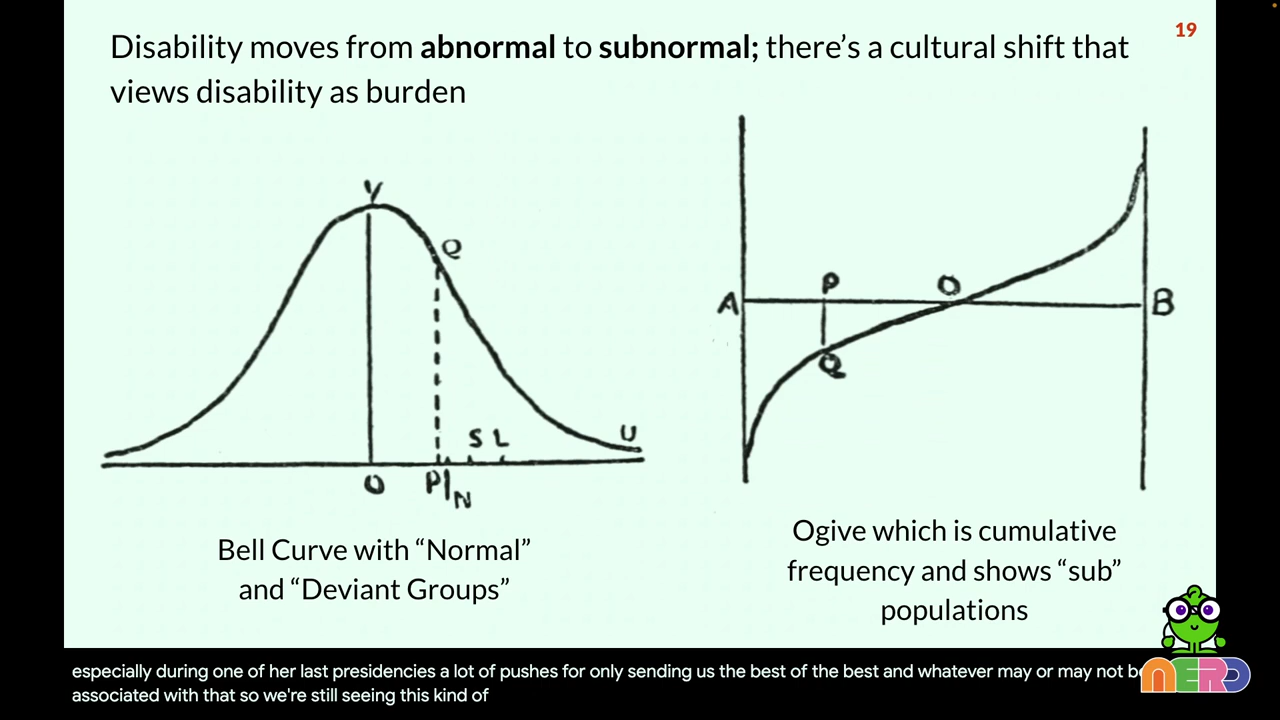 19
Disability moves from abnormal to subnormal; there’s a cultural shift that
views disability as burden
Y
Q
S L
U
O
P
N
Bell Curve with “Normal”
and “Deviant Groups”
A
P
O
B
Q
Ogive which is cumulative
frequency and shows “sub”
populations
especially during one of her last presidencies a lot of pushes for only sending us the best of the best and whatever may or may not
associated with that so we're still seeing this kind of
NERD